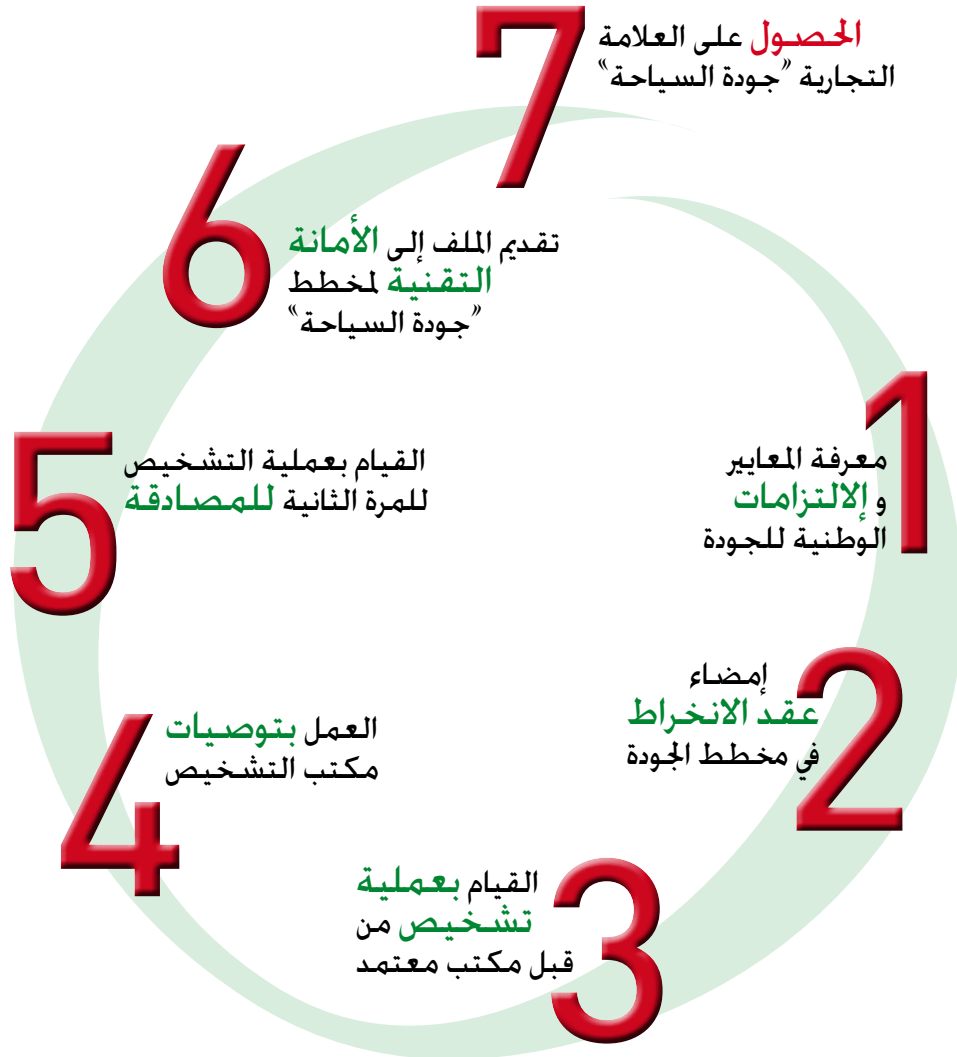 1
معرفة المعايير
و إلالتزامات
الوطنية للجودة
2
إمضاء
عقد الانخراط
في مخطط الجودة
3
القيام بعملية
تشخيص من
قبل مكتب معتمد
4
العمل بتوصيات
مكتب التشخيص
5
القيام بعملية التشخيص
للمرة الثانية للمصادقة
6
تقديم الملف إلى الأمانة
التقنية لمخطط
"جودة السياحة"
7
الحصول على العلامة
التجارية "جودة السياحة"